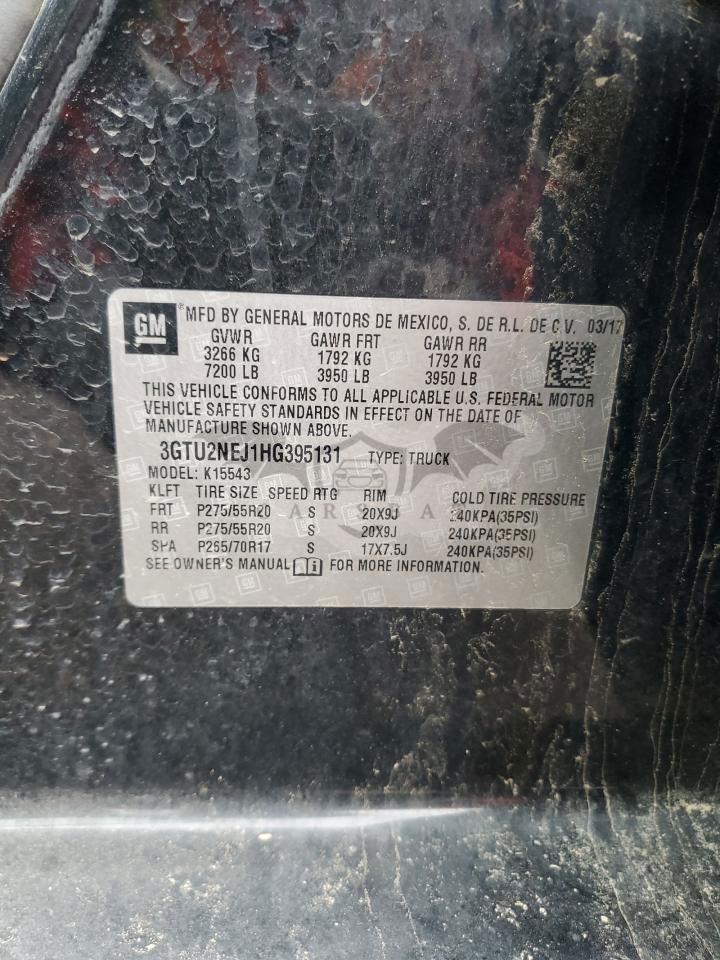 GM ® MFD BY GENERAL MOTORS DE MEXICO, S. DE R.L. DE C V. 03/17
GVWR GAWR FRT GAWR RR
3266 KG 1792 KG 1792 KG
7200 LB 3950 LB 3950 LB
THIS VEHICLE CONFORMS TO ALL APPLICABLE U.S. FEDERAL MOTOR
VEHICLE SAFETY STANDARDS IN EFFECT ON THE DATE OF
MANUFACTURE SHOWN ABOVE.
3GTU2NEJ1HG395131 TYPE: TRUCK
MODEL: K15543
KLFT TIRE SIZE SPEED RTG RIM COLD TIRE PRESSURE
FRT P275/55R20 S 20X9J 240KPA(35PSI)
RR P275/55R20 S 20X9J 240KPA(35PSI)
SPA P265/70R17 S 17X7.5J 240KPA(35PSI)
SEE OWNER'S MANUAL FOR MORE INFORMATION.